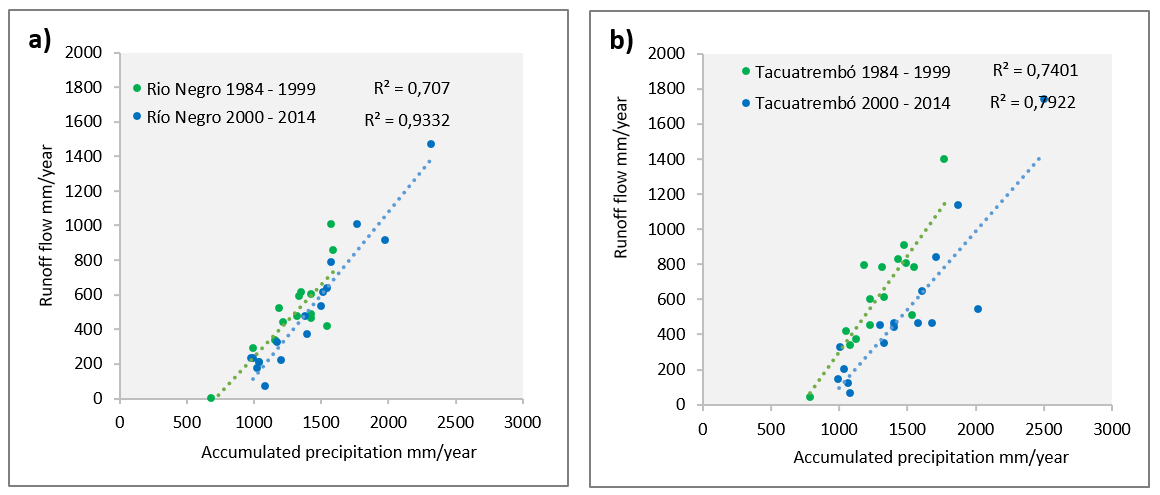 a)
2000
1800
1600
1400
1200
1000
800
600
400
200
0
0 500 1000 1500 2000 2500 3000
Runoff flow mm/year
Accumulated precipitation mm/year
Rio Negro 1984 - 1999 R² = 0,707
Río Negro 2000 - 2014 R² = 0,9332
b)
2000
1800
1600
1400
1200
1000
800
600
400
200
0
0 500 1000 1500 2000 2500 3000
Runoff flow mm/year
Accumulated precipitation mm/year
Tacuatrembó 1984 - 1999 R² = 0,7401
Tacuatrembó 2000 - 2014 R² = 0,7922